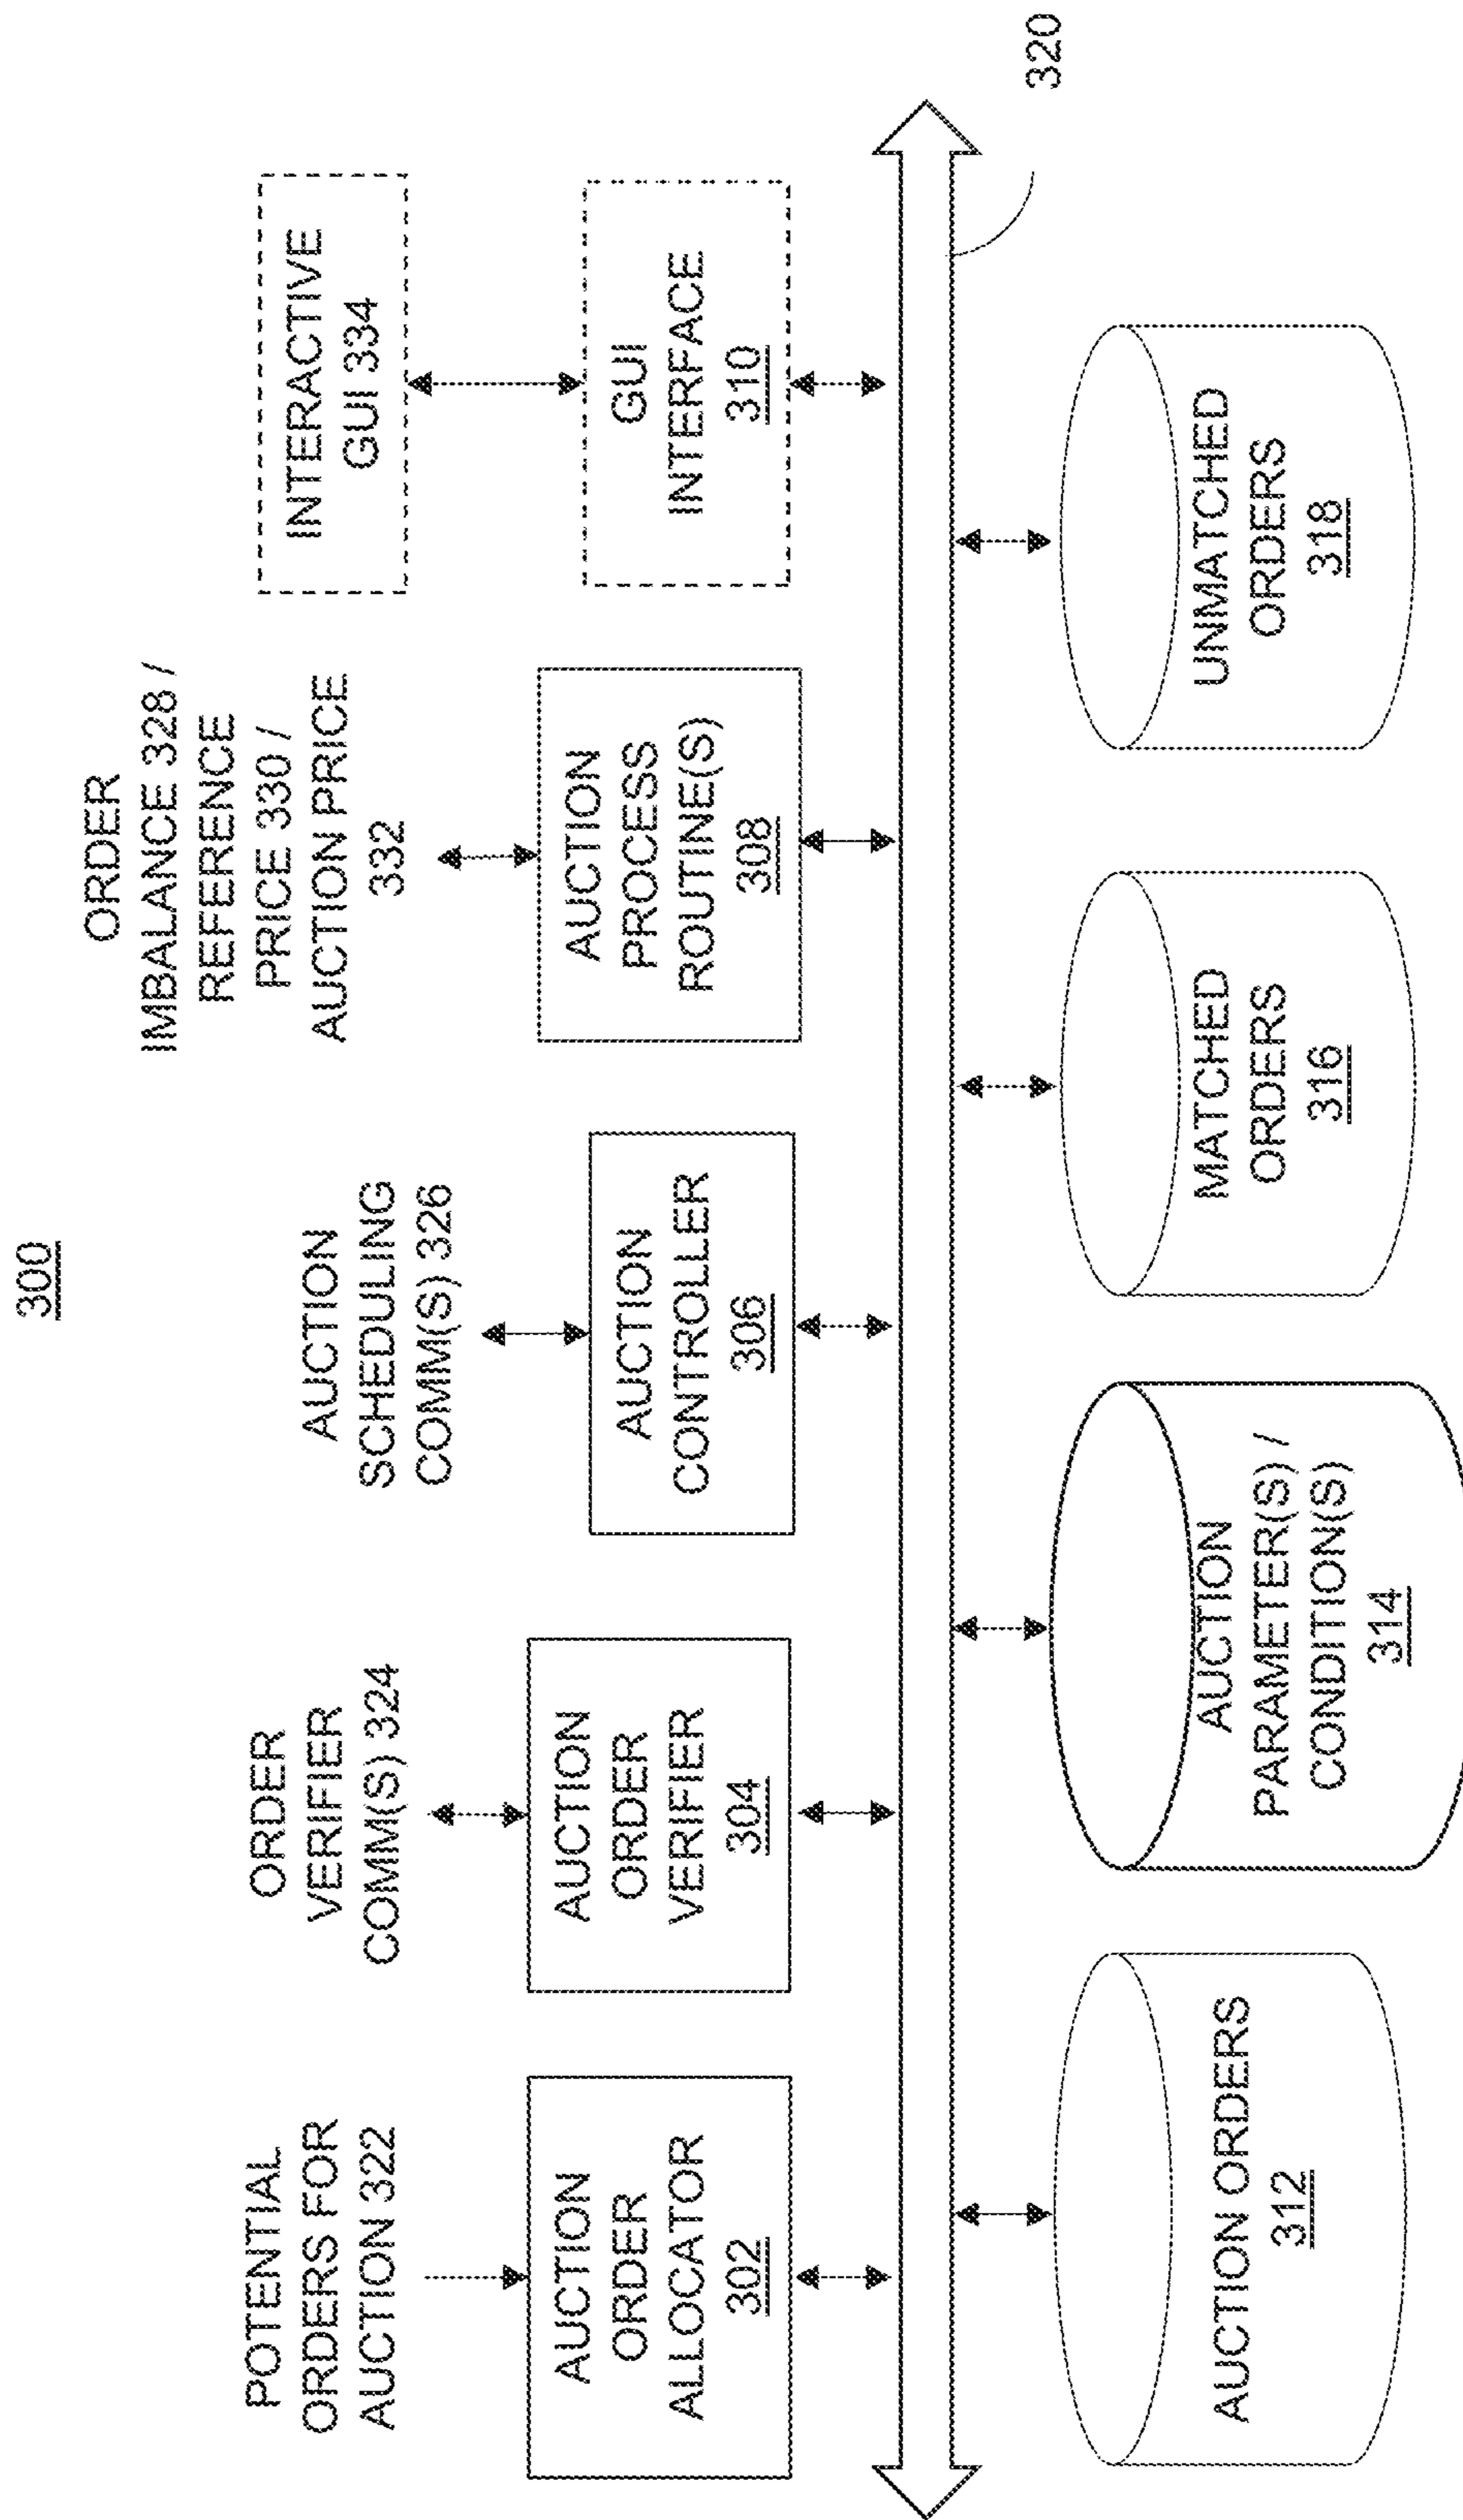 300
POTENTIAL
ORDERS FOR
AUCTION 322
ORDER
VERIFIER
COMM(S) 324
AUCTION
SCHEDULING
COMM(S) 326
ORDER
IMBALANCE 328 /
REFERENCE
PRICE 330 /
AUCTION PRICE
332
INTERACTIVE
GUI 334
AUCTION
ORDER
ALLOCATOR
302
AUCTION
ORDER
VERIFIER
304
AUCTION
CONTROLLER
306
AUCTION
PROCESS
ROUTINE(S)
308
GUI
INTERFACE
310
320
AUCTION ORDERS
312
AUCTION
PARAMETER(S) /
CONDITION(S)
314
MATCHED
ORDERS
316
UNMATCHED
ORDERS
318